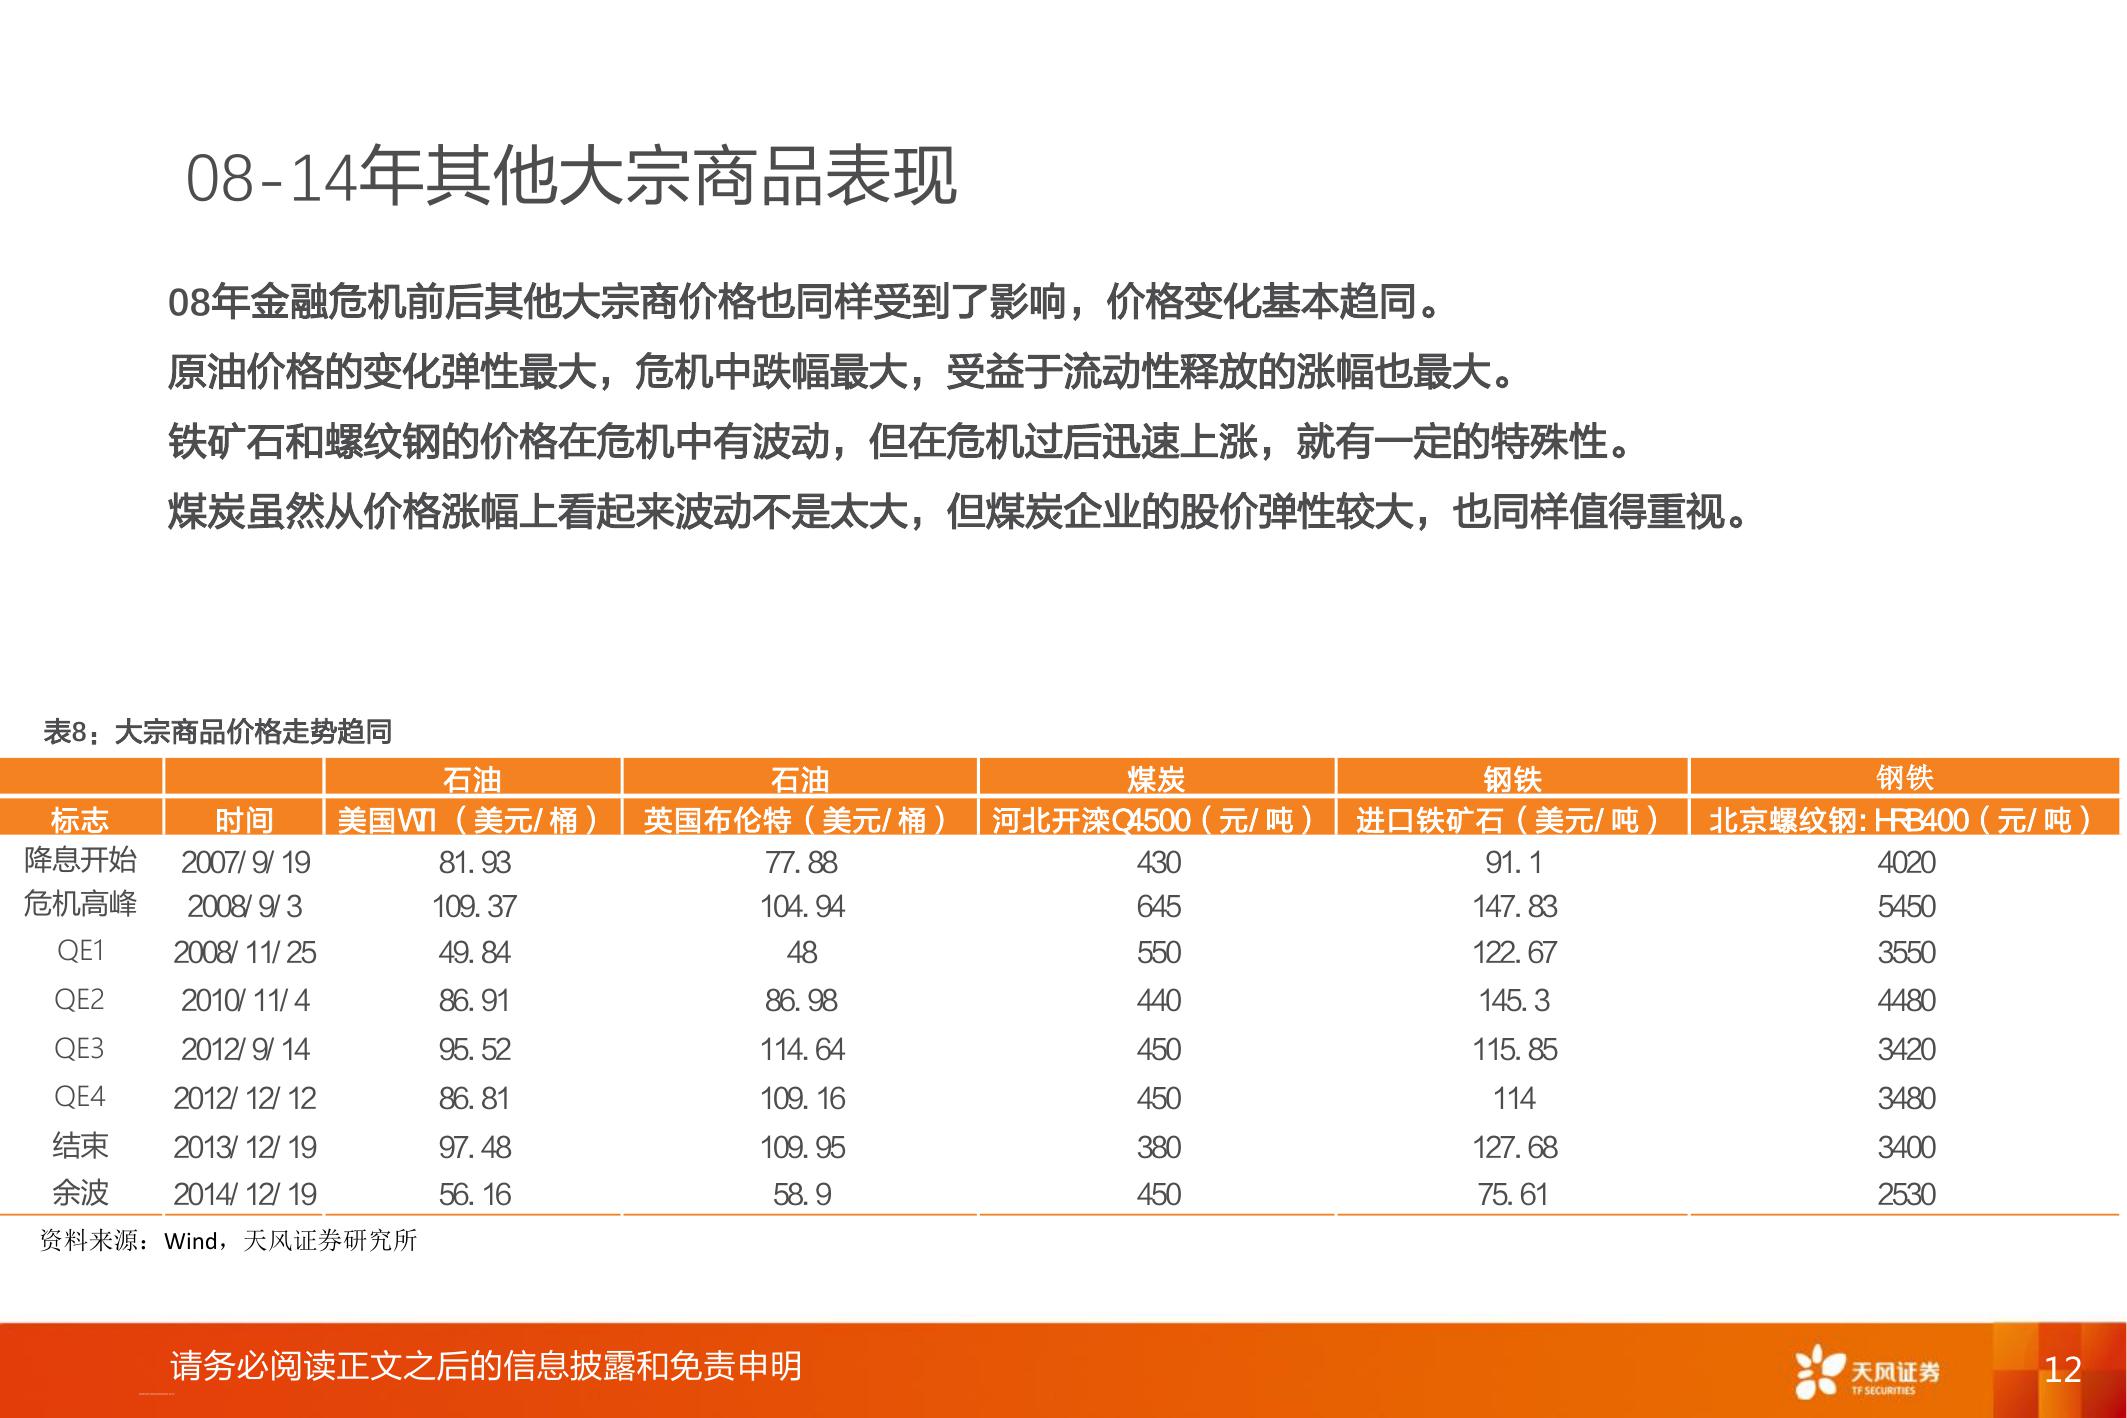 08-14年其他大宗商品表现
08年金融危机前后其他大宗商价格也同样受到了影响，价格变化基本趋同。
原油价格的变化弹性最大，危机中跌幅最大，受益于流动性释放的涨幅也最大。
铁矿石和螺纹钢的价格在危机中有波动，但在危机过后迅速上涨，就有一定的特殊性。
煤炭虽然从价格涨幅上看起来波动不是太大，但煤炭企业的股价弹性较大，也同样值得重视。
表8：大宗商品价格走势趋同
石油 石油 煤炭 钢铁 钢铁
标志 时间 美国WTI（美元/桶） 英国布伦特（美元/桶） 河北开滦Q4500（元/吨） 进口铁矿石（美元/吨） 北京螺纹钢:HRB400（元/吨）
降息开始 2007/9/19 81.93 77.88 430 91.1 4020
危机高峰 2008/9/3 109.37 104.94 645 147.83 5450
QE1 2008/11/25 49.84 48 550 122.67 3550
QE2 2010/11/4 86.91 86.98 440 145.3 4480
QE3 2012/9/14 95.52 114.64 450 115.85 3420
QE4 2012/12/12 86.81 109.16 450 114 3480
结束 2013/12/19 97.48 109.95 380 127.68 3400
余波 2014/12/19 56.16 58.9 450 75.61 2530
资料来源：Wind，天风证券研究所
请务必阅读正文之后的信息披露和免责申明
天风证券
TF SECURITIES
12